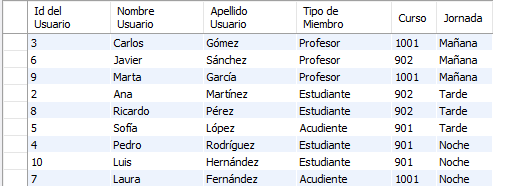 Id del Usuario Nombre Usuario Apellido Usuario Tipo de Miembro Curso Jornada
3 Carlos Gómez Profesor 1001 Mañana
6 Javier Sánchez Profesor 902 Mañana
9 Marta García Profesor 1001 Mañana
2 Ana Martínez Estudiante 902 Tarde
8 Ricardo Pérez Estudiante 902 Tarde
5 Sofía López Acudiente 901 Tarde
4 Pedro Rodríguez Estudiante 901 Noche
10 Luis Hernández Estudiante 901 Noche
7 Laura Fernández Acudiente 1001 Noche